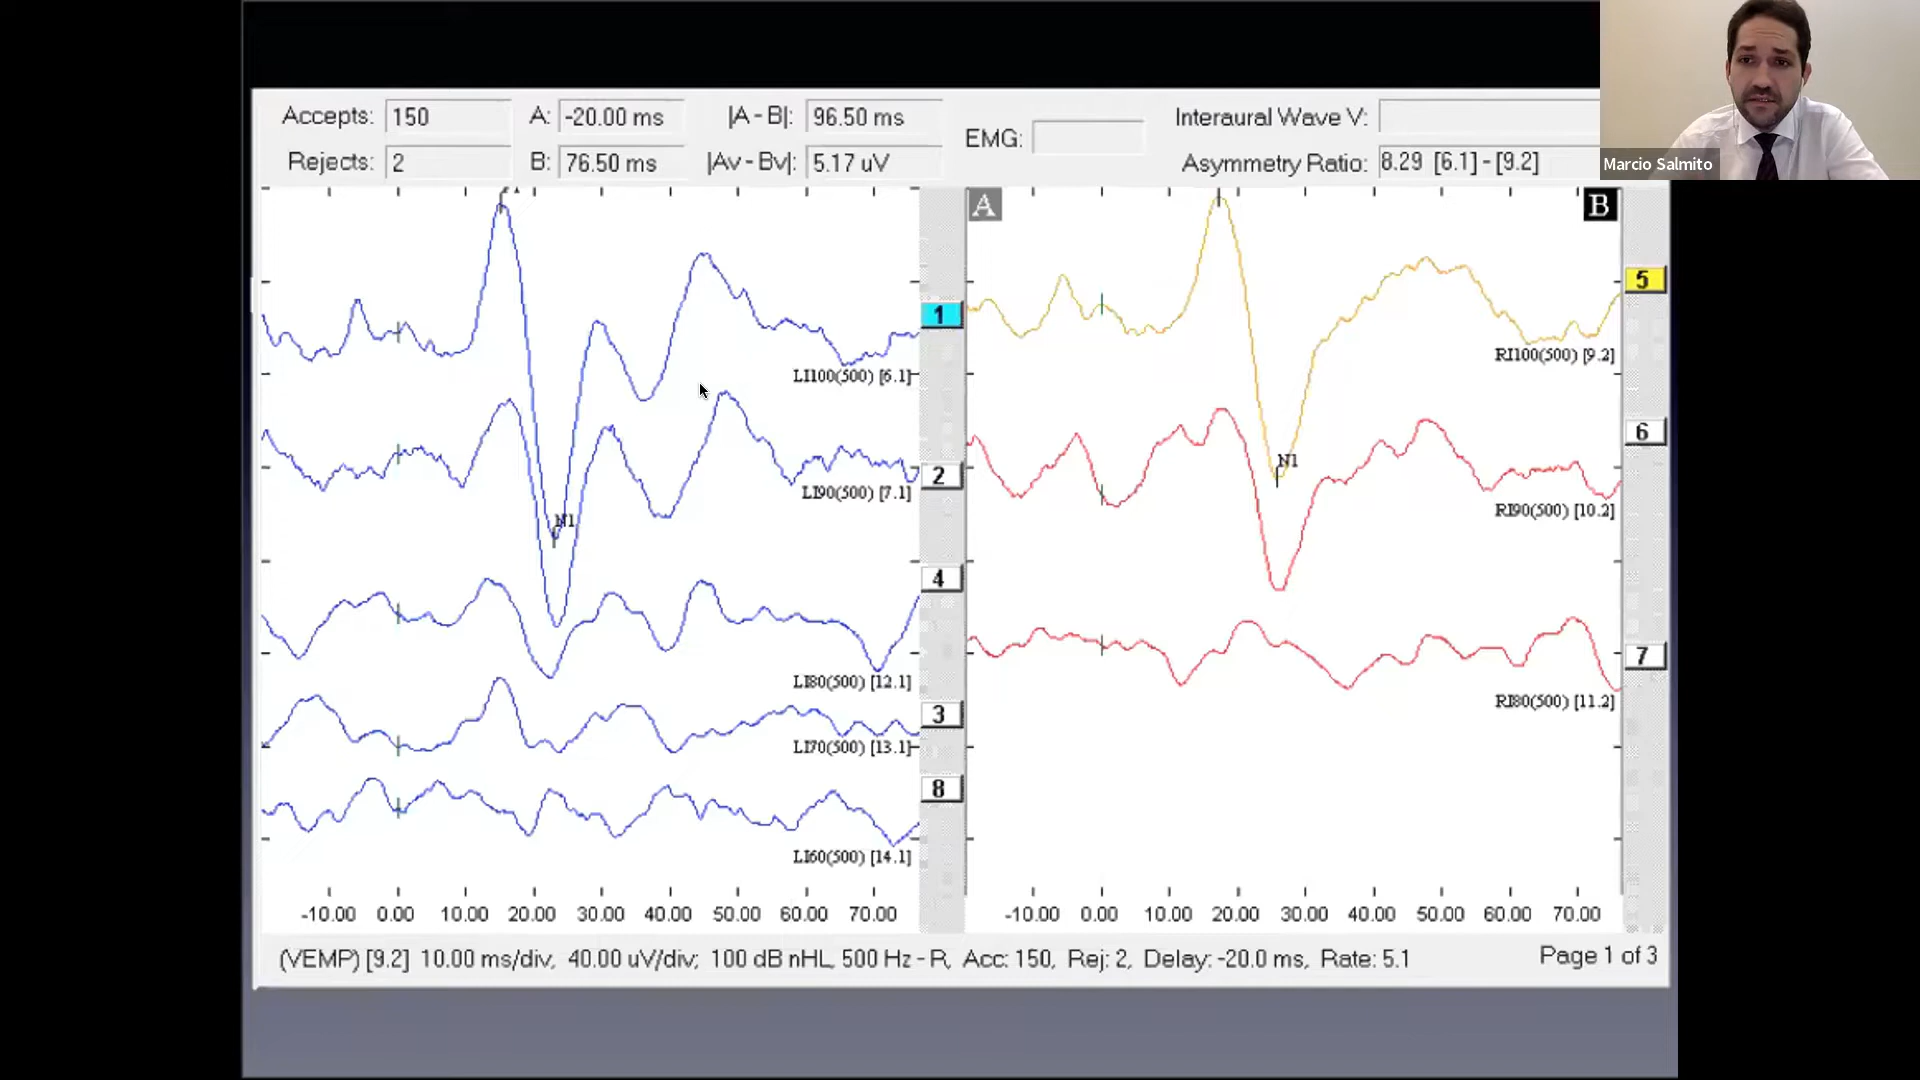 Accepts: 150 A: -20.00 ms |A - B|: 96.50 ms Interaural Wave V:
EMG:
Rejects: 2 B: 76.50 ms |Av - Bv|: 5.17 uV Asymmetry Ratio: 8.29 [6.1] - [9.2]
Marcio Salmito
A B
5
1
RI100(500) [9.2]
LI100(500) [6.1]
6
N1
2
LI90(500) [7.1]
RI90(500) [10.2]
N1
4
7
LI80(500) [12.1]
RI80(500) [11.2]
3
LI70(500) [13.1]
8
LI60(500) [14.1]
-10.00 0.00 10.00 20.00 30.00 40.00 50.00 60.00 70.00 -10.00 0.00 10.00 20.00 30.00 40.00 50.00 60.00 70.00
(VEMP) [9.2] 10.00 ms/div, 40.00 uV/div; 100 dB nHL, 500 Hz - R, Acc: 150, Rej: 2, Delay: -20.0 ms, Rate: 5.1 Page 1 of 3